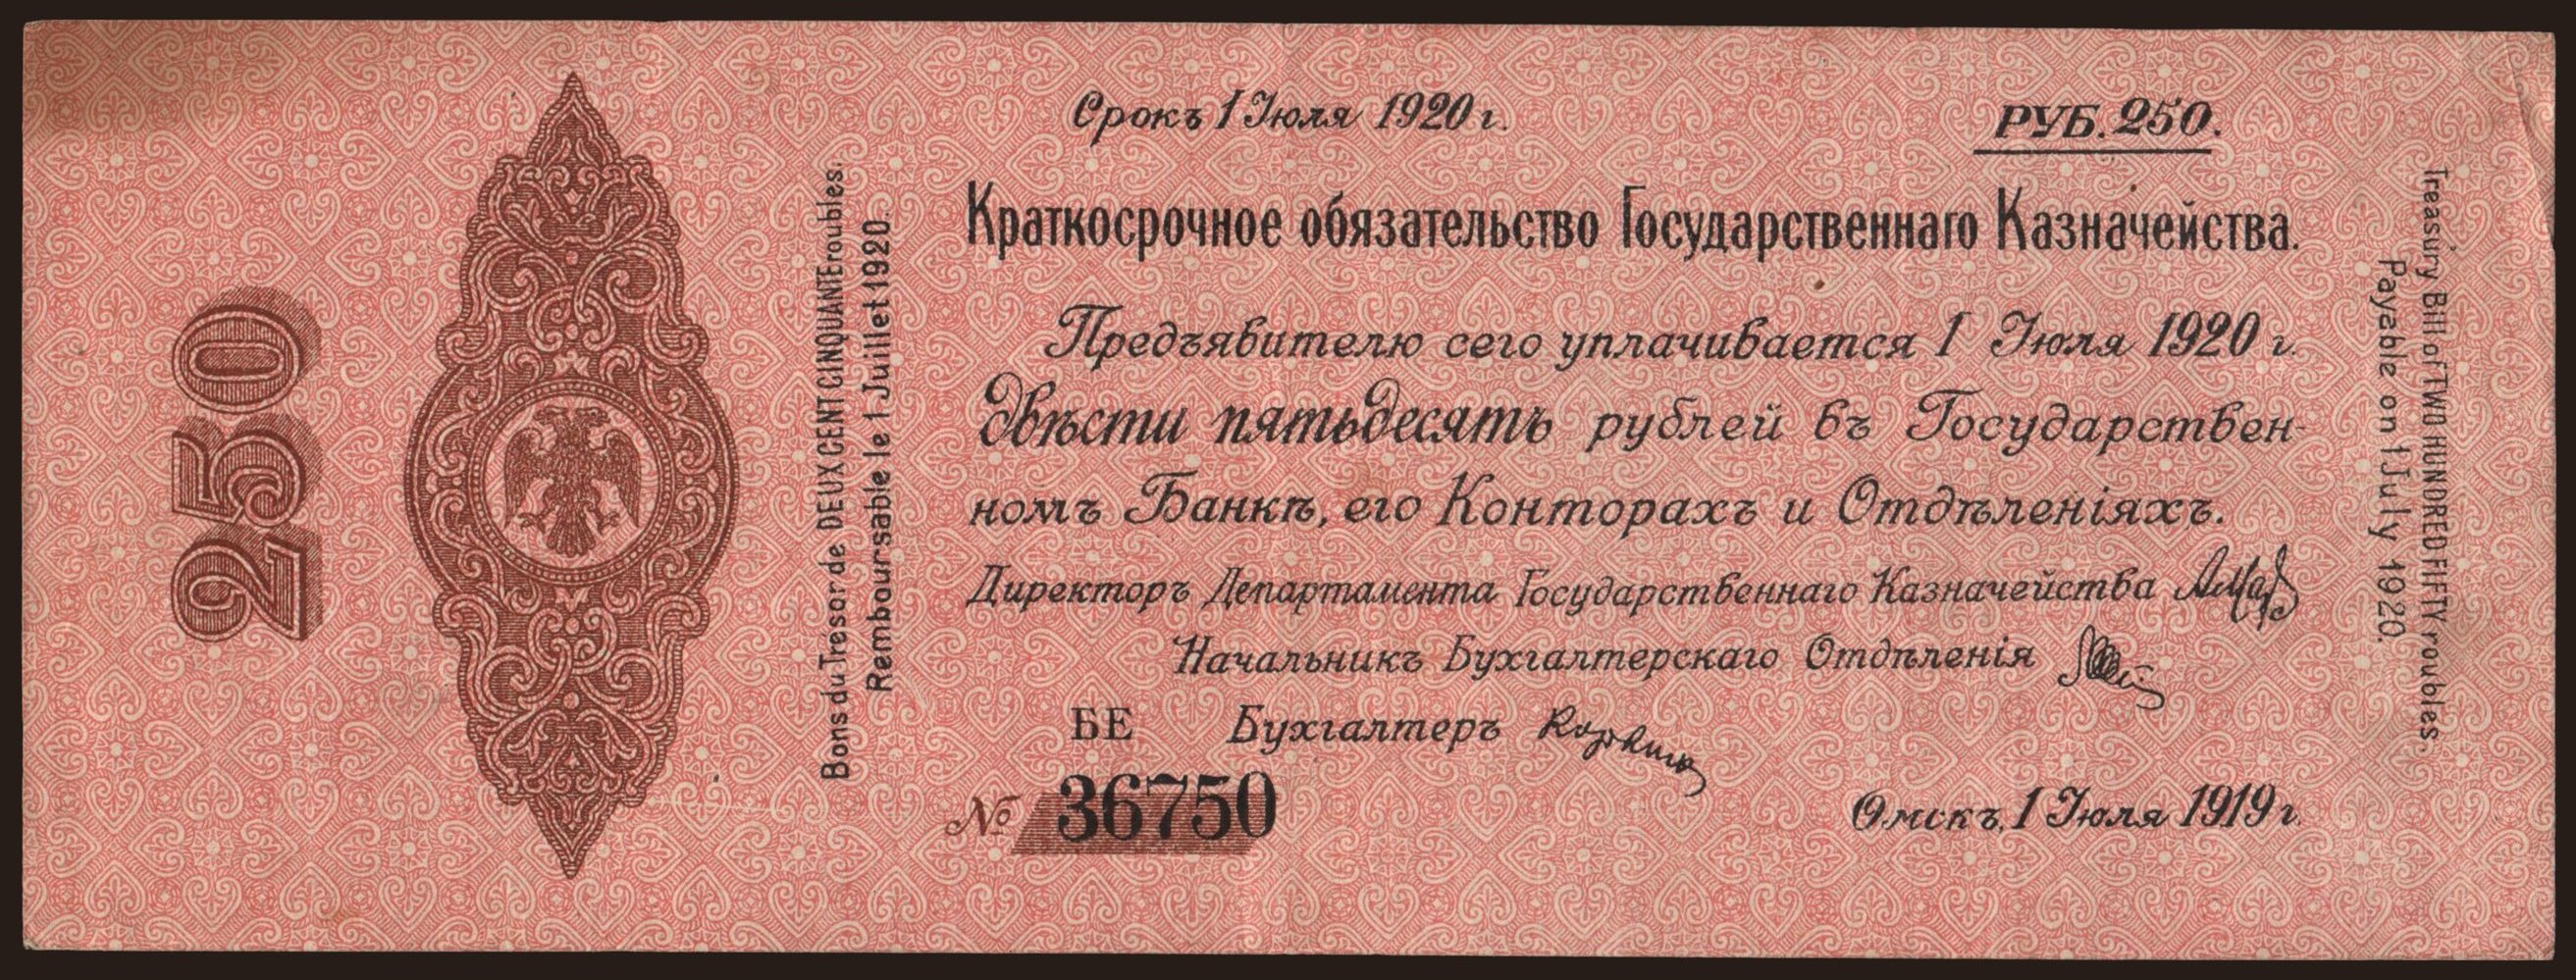 250
Bons du Trésor de DEUX CENT CINQUANTE roubles.
Remboursable le 1 Juillet 1920.
Срокъ 1 Іюля 1920 г.
РУБ. 250.
Краткосрочное обязательство Государственнаго Казначейства.
Предъявителю сего уплачивается 1 Іюля 1920 г.
Двѣсти пятьдесятъ рублей въ Государствен-
номъ Банкѣ, его Конторахъ и Отдѣленіяхъ.
Директоръ Департамента Государственнаго Казначейства
Начальникъ Бухгалтерскаго Отдѣленія
БЕ Бухгалтеръ
№ 36750
Омскъ, 1 Іюля 1919 г.
Treasury Bill of TWO HUNDRED FIFTY roubles.
Payable on 1 July 1920.